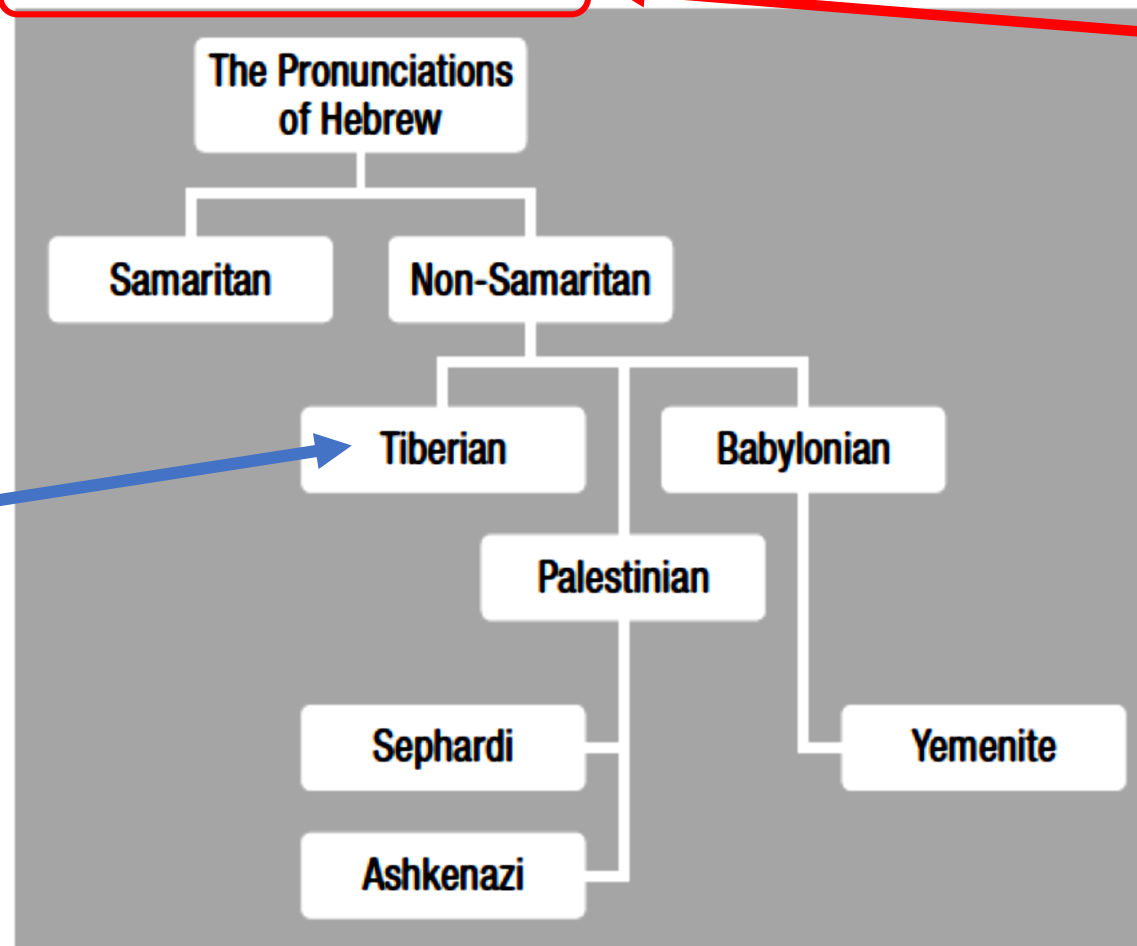 The Pronunciations
of Hebrew
Samaritan
Non-Samaritan
Tiberian
Babylonian
Palestinian
Sephardi
Yemenite
Ashkenazi